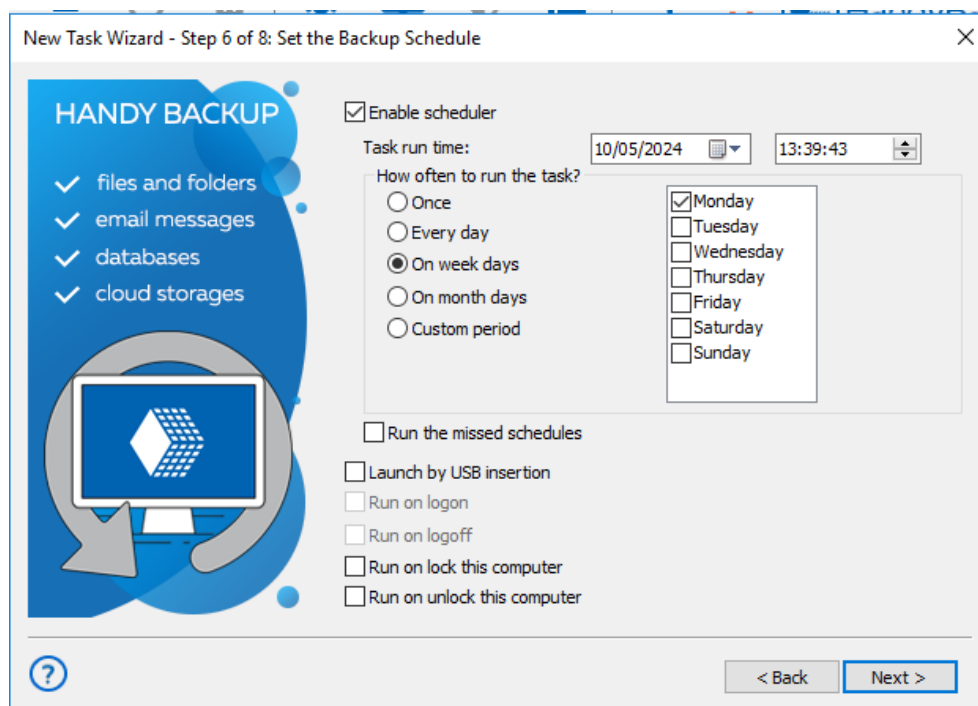 New Task Wizard - Step 6 of 8: Set the Backup Schedule
HANDY BACKUP
files and folders
email messages
databases
cloud storages
Enable scheduler
Task run time: 10/05/2024 13:39:43
How often to run the task?
Once
Every day
On week days
On month days
Custom period
Monday
Tuesday
Wednesday
Thursday
Friday
Saturday
Sunday
Run the missed schedules
Launch by USB insertion
Run on logon
Run on logoff
Run on lock this computer
Run on unlock this computer
?
< Back
Next >